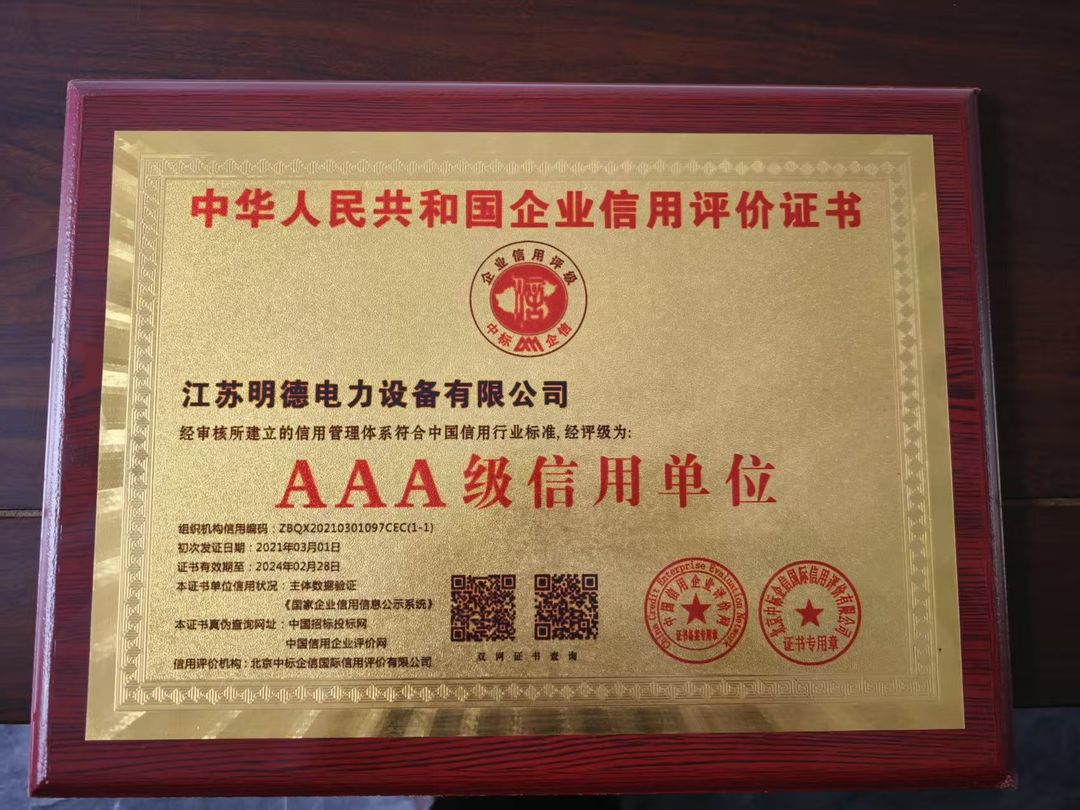 中华人民共和国企业信用评价证书
企业信用评级
信
中标企信
江苏明德电力设备有限公司
经审核所建立的信用管理体系符合中国信用行业标准,经评级为:
AAA级信用单位
组织机构信用编码：ZBQX20210301097CEC(1-1)
初次发证日期：2021年03月01日
证书有效期至：2024年02月28日
本证书单位信用状况：主体数据验证
《国家企业信用信息公示系统》
本证书真伪查询网址：中国招标投标网
中国信用企业评价网
信用评价机构：北京中标企信国际信用评价有限公司
双网证书查询
China Credit Enterprise Evaluation Network
中国信用企业评价网
证书备案专用章
北京中标企信国际信用评价有限公司
证书专用章